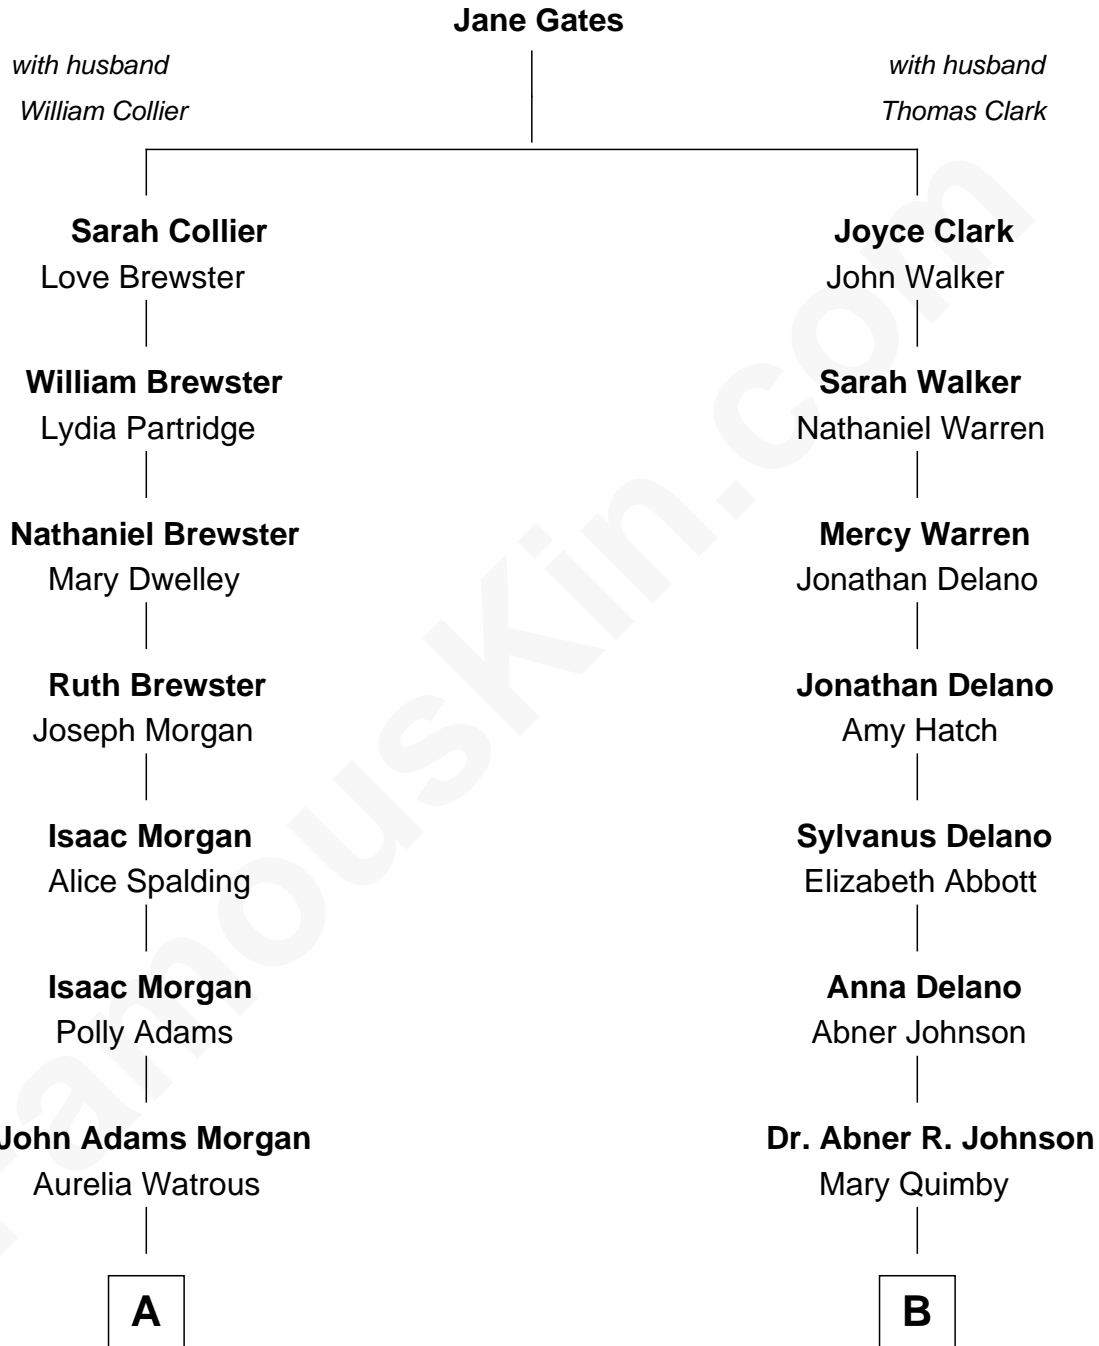 Jane Gates
with husband
William Collier
with husband
Thomas Clark
Sarah Collier
Love Brewster
Joyce Clark
John Walker
William Brewster
Lydia Partridge
Sarah Walker
Nathaniel Warren
Nathaniel Brewster
Mary Dwelley
Mercy Warren
Jonathan Delano
Ruth Brewster
Joseph Morgan
Jonathan Delano
Amy Hatch
Isaac Morgan
Alice Spalding
Sylvanus Delano
Elizabeth Abbott
Isaac Morgan
Polly Adams
Anna Delano
Abner Johnson
John Adams Morgan
Aurelia Watrous
Dr. Abner R. Johnson
Mary Quimby
A
B
FamousKin.com